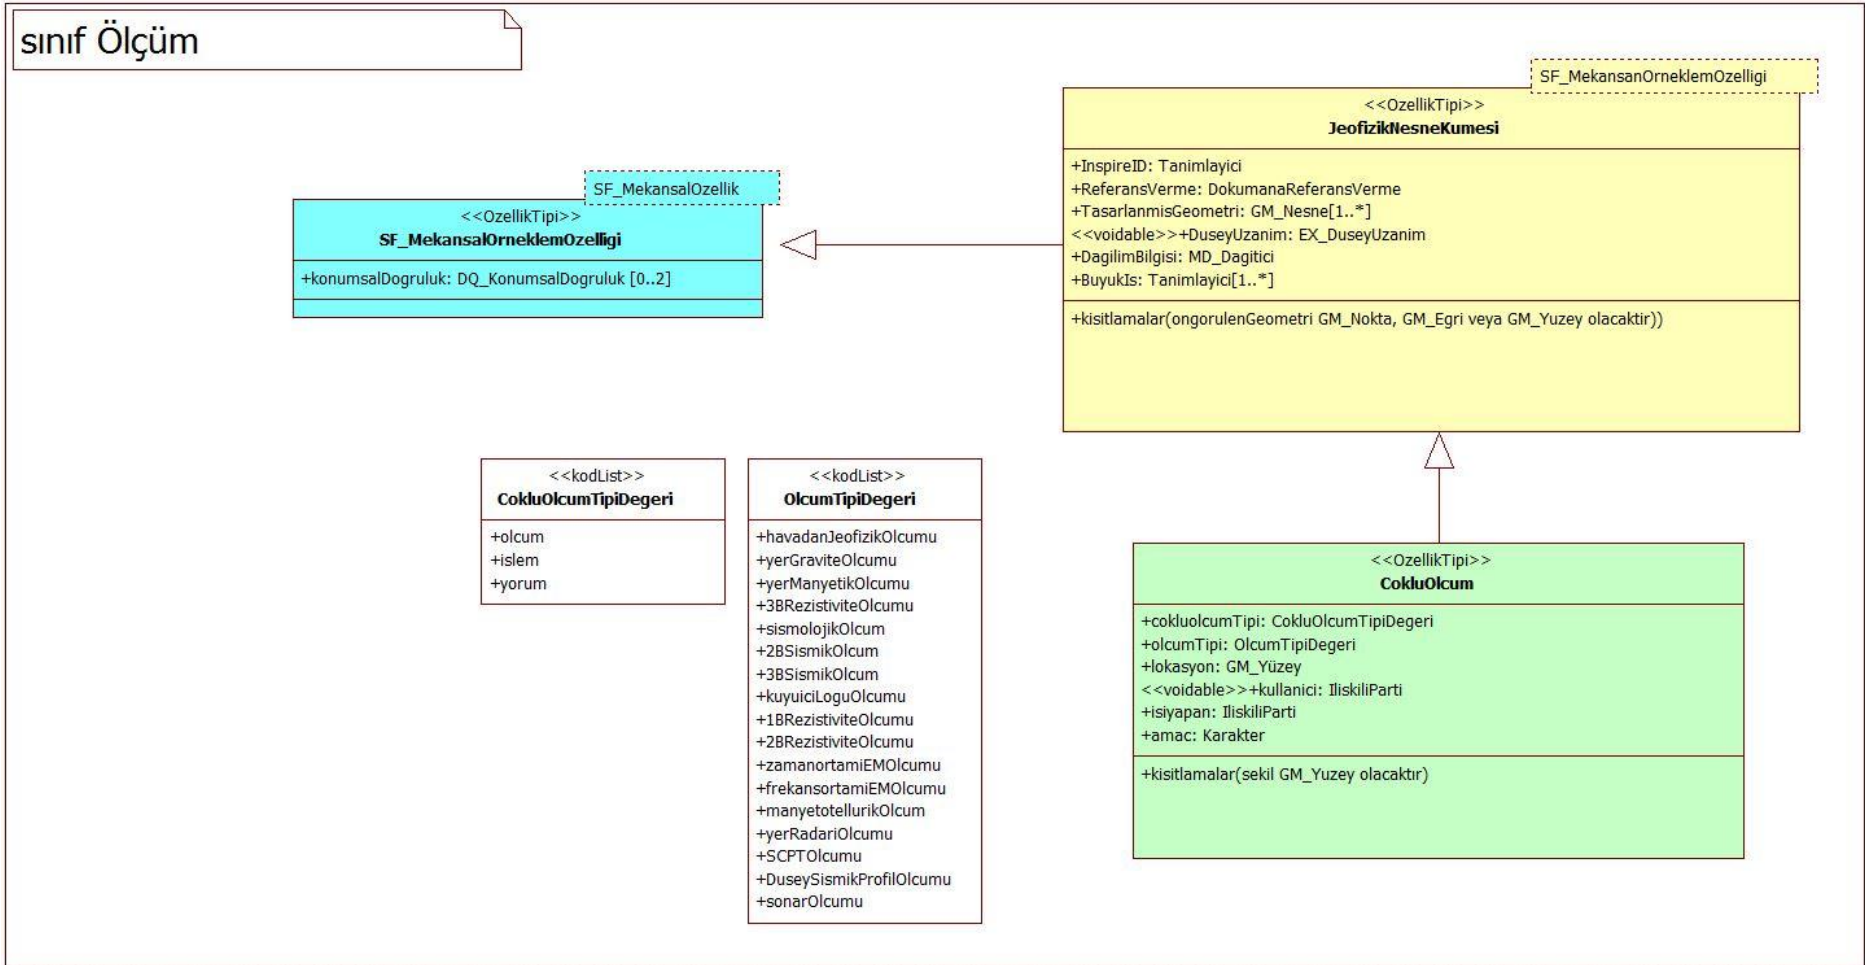 sınıf Ölçüm
SF_MekansalOzellik
<<OzellikTipi>>
SF_MekansalOrneklemOzelligi
+konumsalDogruluk: DQ_KonumsalDogruluk [0..2]
SF_MekansanOrneklemOzelligi
<<OzellikTipi>>
JeofizikNesneKumesi
+InspireID: Tanimlayici
+ReferansVerme: DokumanaReferansVerme
+TasarlanmisGeometri: GM_Nesne[1..*]
<<voidable>>+DuseyUzanim: EX_DuseyUzanim
+DagilimBilgisi: MD_Dagitici
+BuyukIs: Tanimlayici[1..*]
+kisitlamalar(ongorulenGeometri GM_Nokta, GM_Egri veya GM_Yuzey olacaktir))
<<kodList>>
CokluOlcumTipiDegeri
+olcum
+islem
+yorum
<<kodList>>
OlcumTipiDegeri
+havadanJeofizikOlcumu
+yerGraviteOlcumu
+yerManyetikOlcumu
+3BRezistiviteOlcumu
+sismolojikOlcum
+2BSismikOlcum
+3BSismikOlcum
+kuyuiciLoguOlcumu
+1BRezistiviteOlcumu
+2BRezistiviteOlcumu
+zamanortamiEMOlcumu
+frekansortamiEMOlcumu
+manyetotellurikOlcum
+yerRadariOlcumu
+SCPTOlcumu
+DuseySismikProfilOlcumu
+sonarOlcumu
<<OzellikTipi>>
CokluOlcum
+cokluolcumTipi: CokluOlcumTipiDegeri
+olcumTipi: OlcumTipiDegeri
+lokasyon: GM_Yüzey
<<voidable>>+kullanici: IliskiliParti
+isiyapan: IliskiliParti
+amac: Karakter
+kisitlamalar(sekil GM_Yuzey olacaktır)